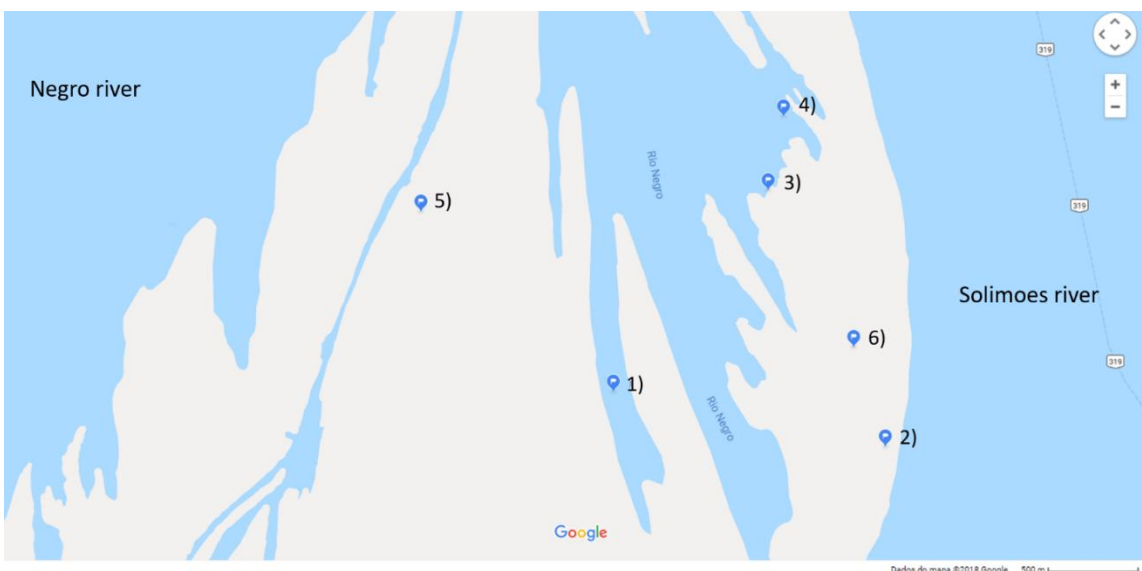 Negro river
319
4)
Rio Negro
3)
5)
319
Solimoes river
6)
319
1)
Rio Negro
2)
Google
Dados do mapa ©2018 Google 500 m